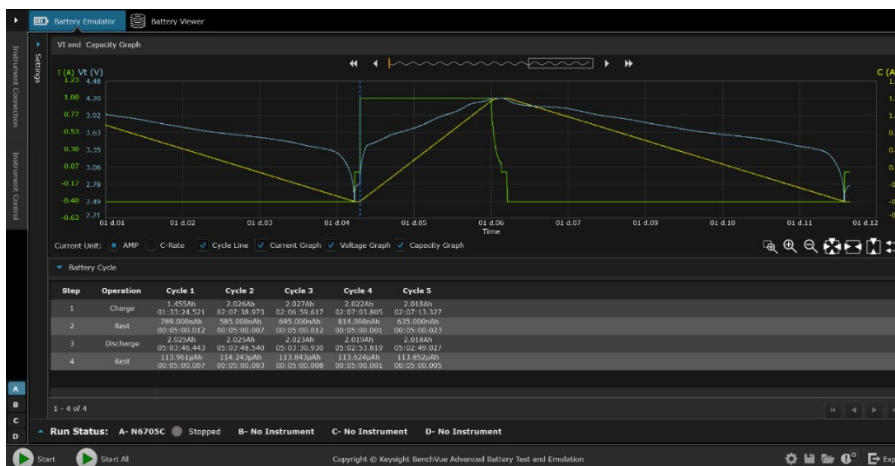 Battery Emulator Battery Viewer
Instrument Connection
Instrument Control
Settings
VI and Capacity Graph
I (A) Vt (V)
1.23 4.48
1.00 4.20
0.77 3.92
0.53 3.63
0.30 3.35
0.07 3.06
-0.17 2.78
-0.40 2.49
-0.63 2.21
C (A
01 d.01 01 d.02 01 d.03 01 d.04 01 d.05 01 d.06 01 d.07 01 d.08 01 d.09 01 d.10 01 d.11 01 d.12
Time
Current Unit: AMP C-Rate Cycle Line Current Graph Voltage Graph Capacity Graph
Battery Cycle
Step Operation Cycle 1 Cycle 2 Cycle 3 Cycle 4 Cycle 5
1 Charge 1.455Ah 2.026Ah 2.027Ah 2.022Ah 2.018Ah
01:33:24.521 02:07:38.973 02:06:59.617 02:07:03.805 02:07:13.327
2 Rest 789.000nAh 585.000nAh 695.000nAh 814.000nAh 635.000nAh
00:05:00.012 00:05:00.007 00:05:00.012 00:05:00.001 00:05:00.023
3 Discharge 2.025Ah 2.025Ah 2.023Ah 2.019Ah 2.018Ah
05:03:46.443 05:03:48.540 05:03:30.930 05:02:53.819 05:02:49.027
4 Rest 113.961µAh 114.243µAh 113.843µAh 113.624µAh 113.852µAh
00:05:00.007 00:05:00.003 00:05:00.008 00:05:00.001 00:05:00.005
1 - 4 of 4
A
B
C
D
Run Status: A- N6705C Stopped B- No Instrument C- No Instrument D- No Instrument
Start Start All Copyright © Keysight BenchVue Advanced Battery Test and Emulation